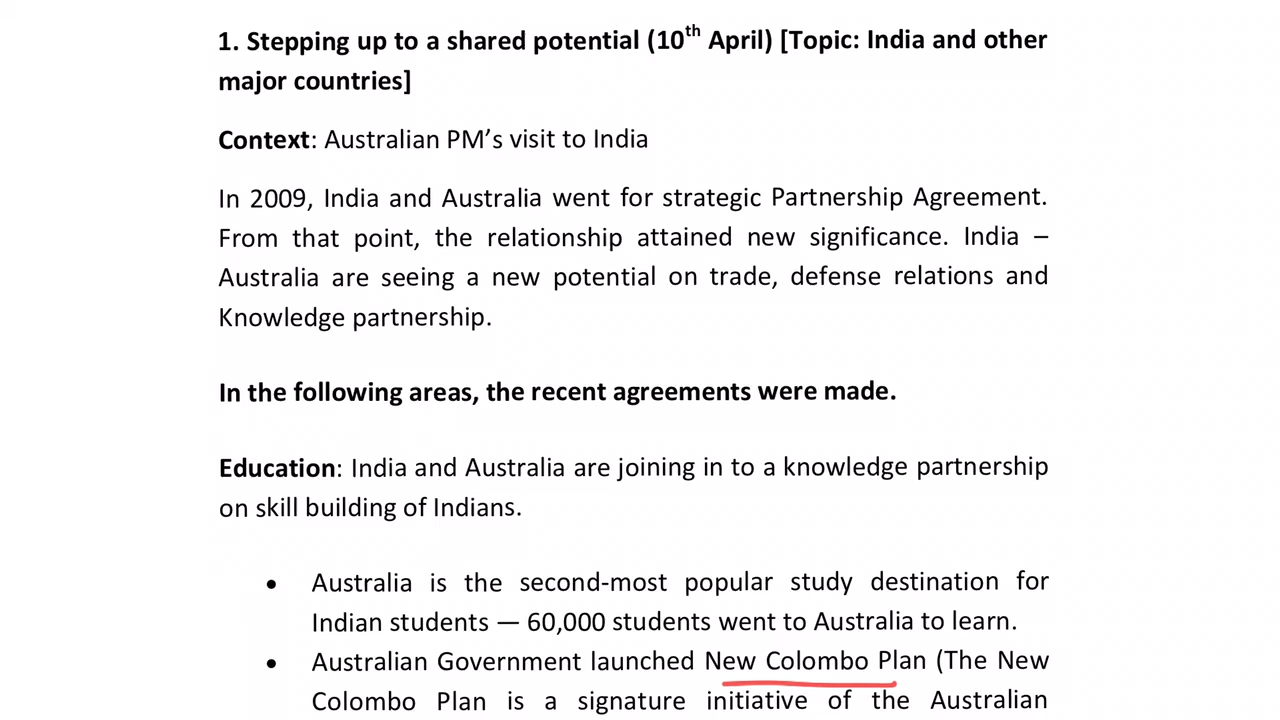 1. Stepping up to a shared potential (10th April) [Topic: India and other
major countries]
Context: Australian PM’s visit to India
In 2009, India and Australia went for strategic Partnership Agreement.
From that point, the relationship attained new significance. India –
Australia are seeing a new potential on trade, defense relations and
Knowledge partnership.
In the following areas, the recent agreements were made.
Education: India and Australia are joining in to a knowledge partnership
on skill building of Indians.
• Australia is the second-most popular study destination for
Indian students — 60,000 students went to Australia to learn.
• Australian Government launched New Colombo Plan (The New
Colombo Plan is a signature initiative of the Australian